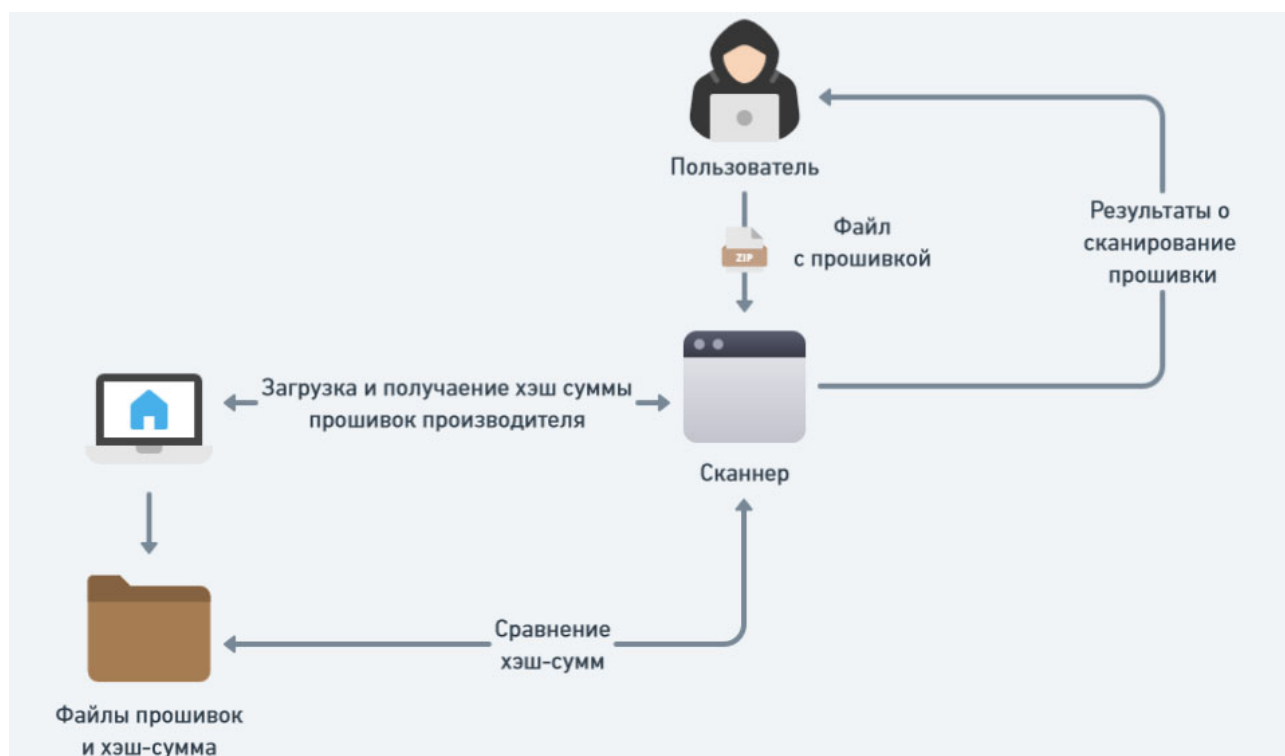 Пользователь
Файл
с прошивкой
ZIP
Результаты о
сканирование
прошивки
Загрузка и получаение хэш суммы
прошивок производителя
Сканнер
Сравнение
хэш-сумм
Файлы прошивок
и хэш-сумма